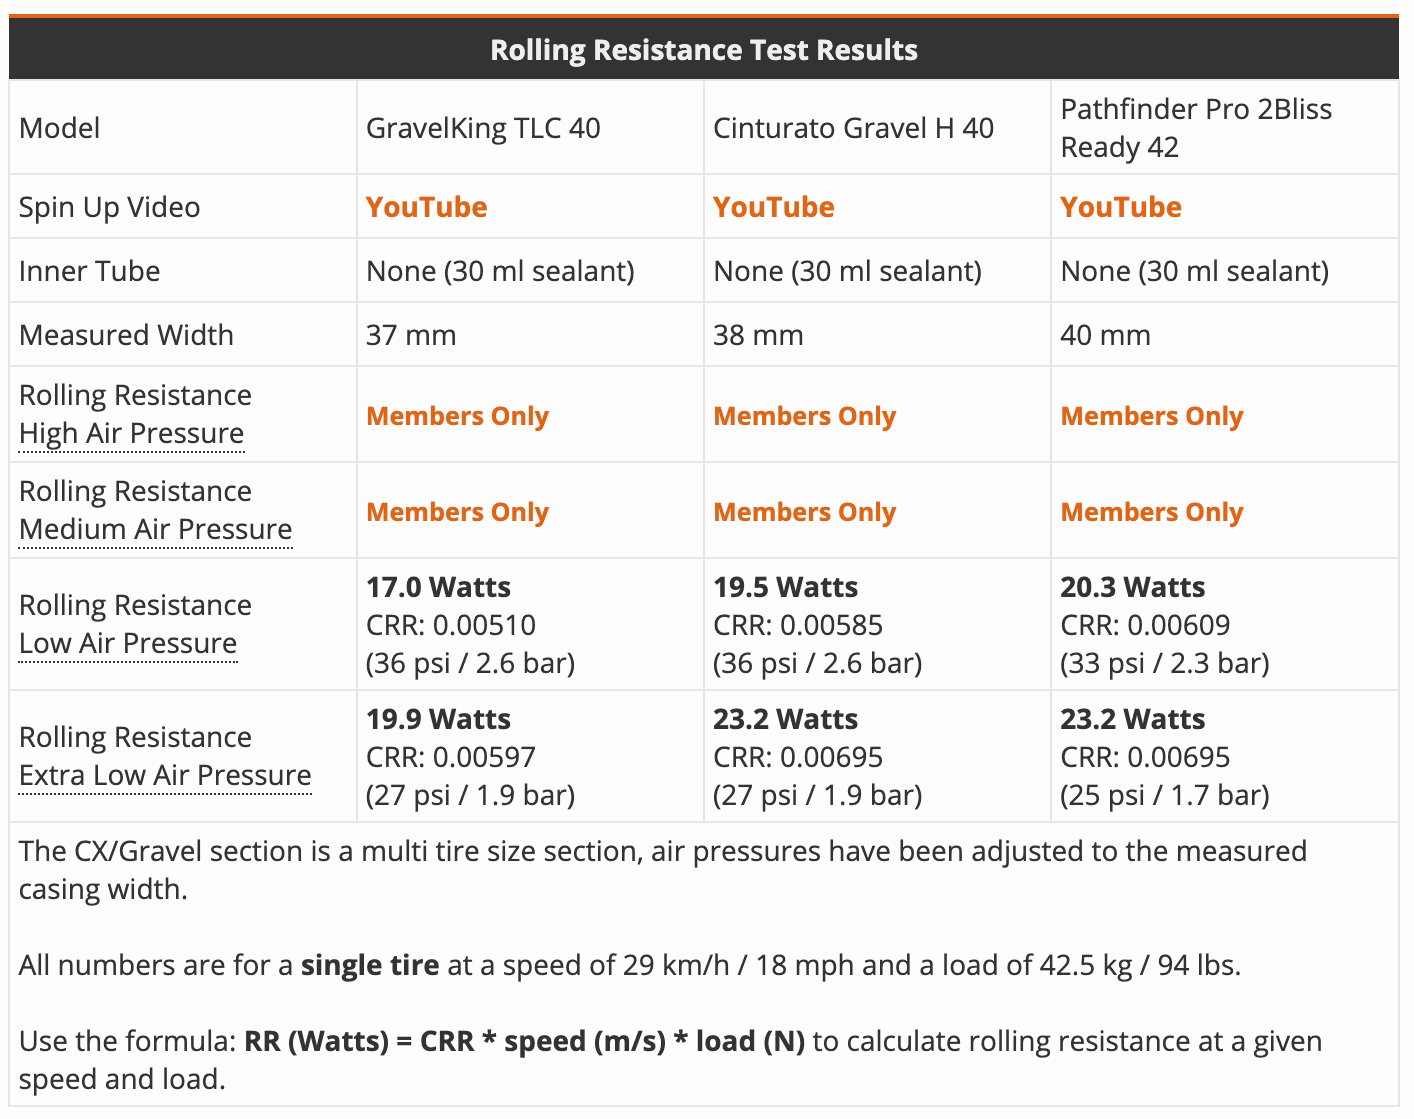 Rolling Resistance Test Results
Model
GravelKing TLC 40
Cinturato Gravel H 40
Pathfinder Pro 2Bliss
Ready 42
Spin Up Video
YouTube
YouTube
YouTube
Inner Tube
None (30 ml sealant)
None (30 ml sealant)
None (30 ml sealant)
Measured Width
37 mm
38 mm
40 mm
Rolling Resistance
High Air Pressure
Members Only
Members Only
Members Only
Rolling Resistance
Medium Air Pressure
Members Only
Members Only
Members Only
Rolling Resistance
Low Air Pressure
17.0 Watts
CRR: 0.00510
(36 psi / 2.6 bar)
19.5 Watts
CRR: 0.00585
(36 psi / 2.6 bar)
20.3 Watts
CRR: 0.00609
(33 psi / 2.3 bar)
Rolling Resistance
Extra Low Air Pressure
19.9 Watts
CRR: 0.00597
(27 psi / 1.9 bar)
23.2 Watts
CRR: 0.00695
(27 psi / 1.9 bar)
23.2 Watts
CRR: 0.00695
(25 psi / 1.7 bar)
The CX/Gravel section is a multi tire size section, air pressures have been adjusted to the measured
casing width.
All numbers are for a single tire at a speed of 29 km/h / 18 mph and a load of 42.5 kg / 94 lbs.
Use the formula: RR (Watts) = CRR * speed (m/s) * load (N) to calculate rolling resistance at a given
speed and load.